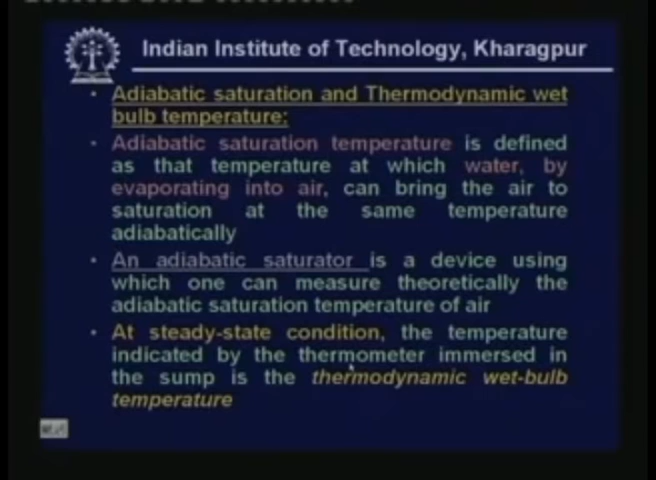 Indian Institute of Technology, Kharagpur
• Adiabatic saturation and Thermodynamic wet
bulb temperature:
• Adiabatic saturation temperature is defined
as that temperature at which water, by
evaporating into air, can bring the air to
saturation at the same temperature
adiabatically
• An adiabatic saturator is a device using
which one can measure theoretically the
adiabatic saturation temperature of air
• At steady-state condition, the temperature
indicated by the thermometer immersed in
the sump is the thermodynamic wet-bulb
temperature